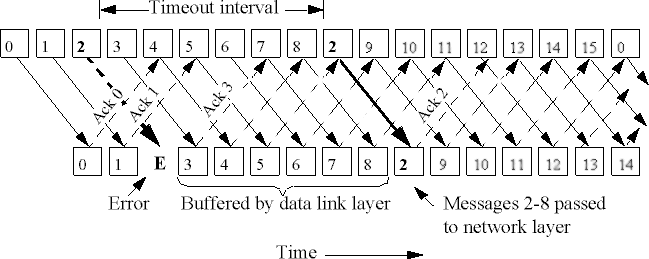 Timeout interval
0 1 2 3 4 5 6 7 8 2 9 10 11 12 13 14 15 0
Ack 0 Ack 1 Ack 3 Ack 2
0 1 E 3 4 5 6 7 8 2 9 10 11 12 13 14
Error Buffered by data link layer Messages 2-8 passed
to network layer
Time